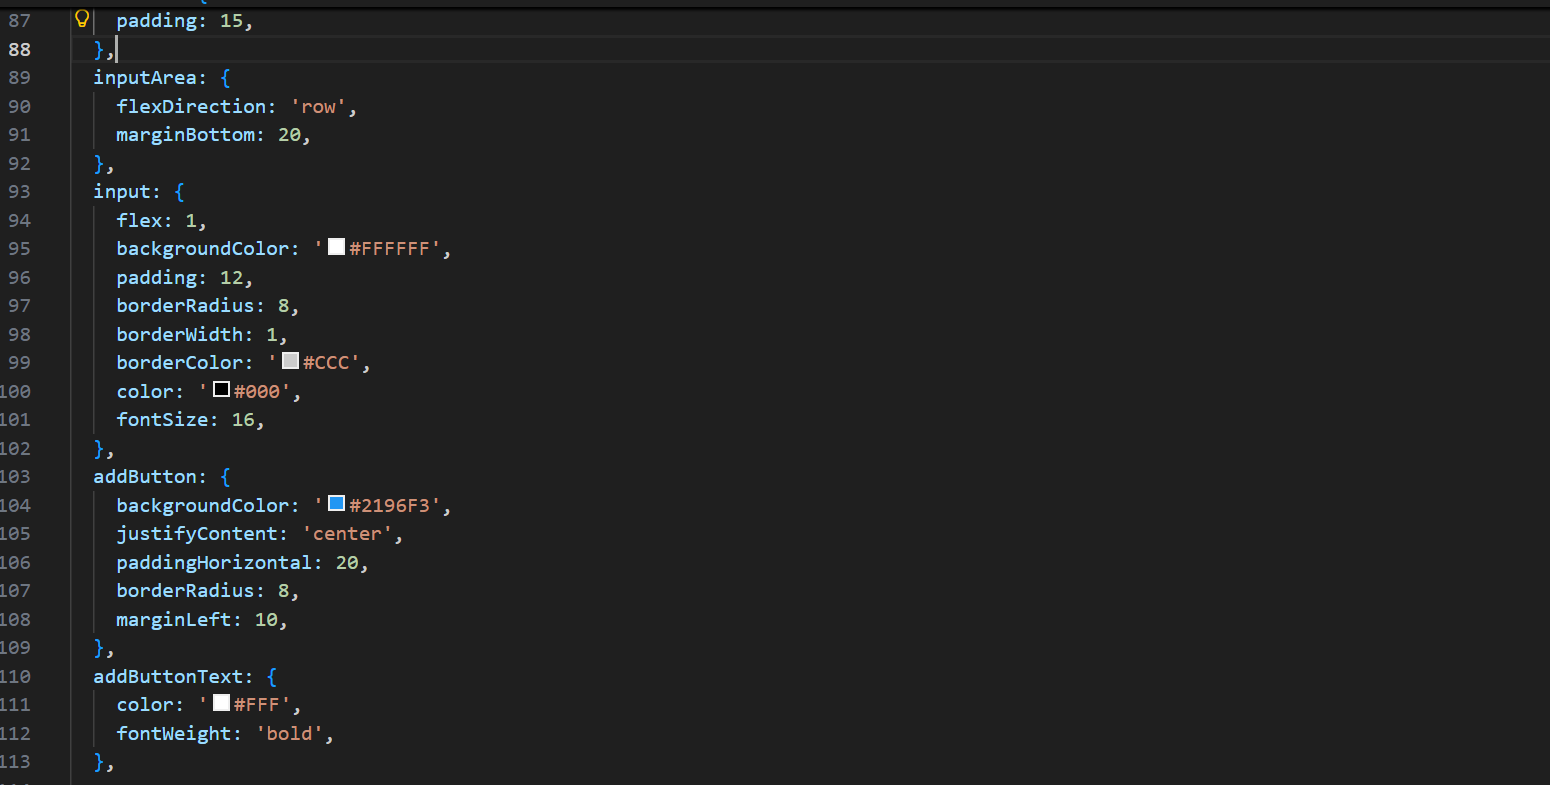 87 padding: 15,
88 },
89 inputArea: {
90 flexDirection: 'row',
91 marginBottom: 20,
92 },
93 input: {
94 flex: 1,
95 backgroundColor: '#FFFFFF',
96 padding: 12,
97 borderRadius: 8,
98 borderWidth: 1,
99 borderColor: '#CCC',
100 color: '#000',
101 fontSize: 16,
102 },
103 addButton: {
104 backgroundColor: '#2196F3',
105 justifyContent: 'center',
106 paddingHorizontal: 20,
107 borderRadius: 8,
108 marginLeft: 10,
109 },
110 addButtonText: {
111 color: '#FFF',
112 fontWeight: 'bold',
113 },